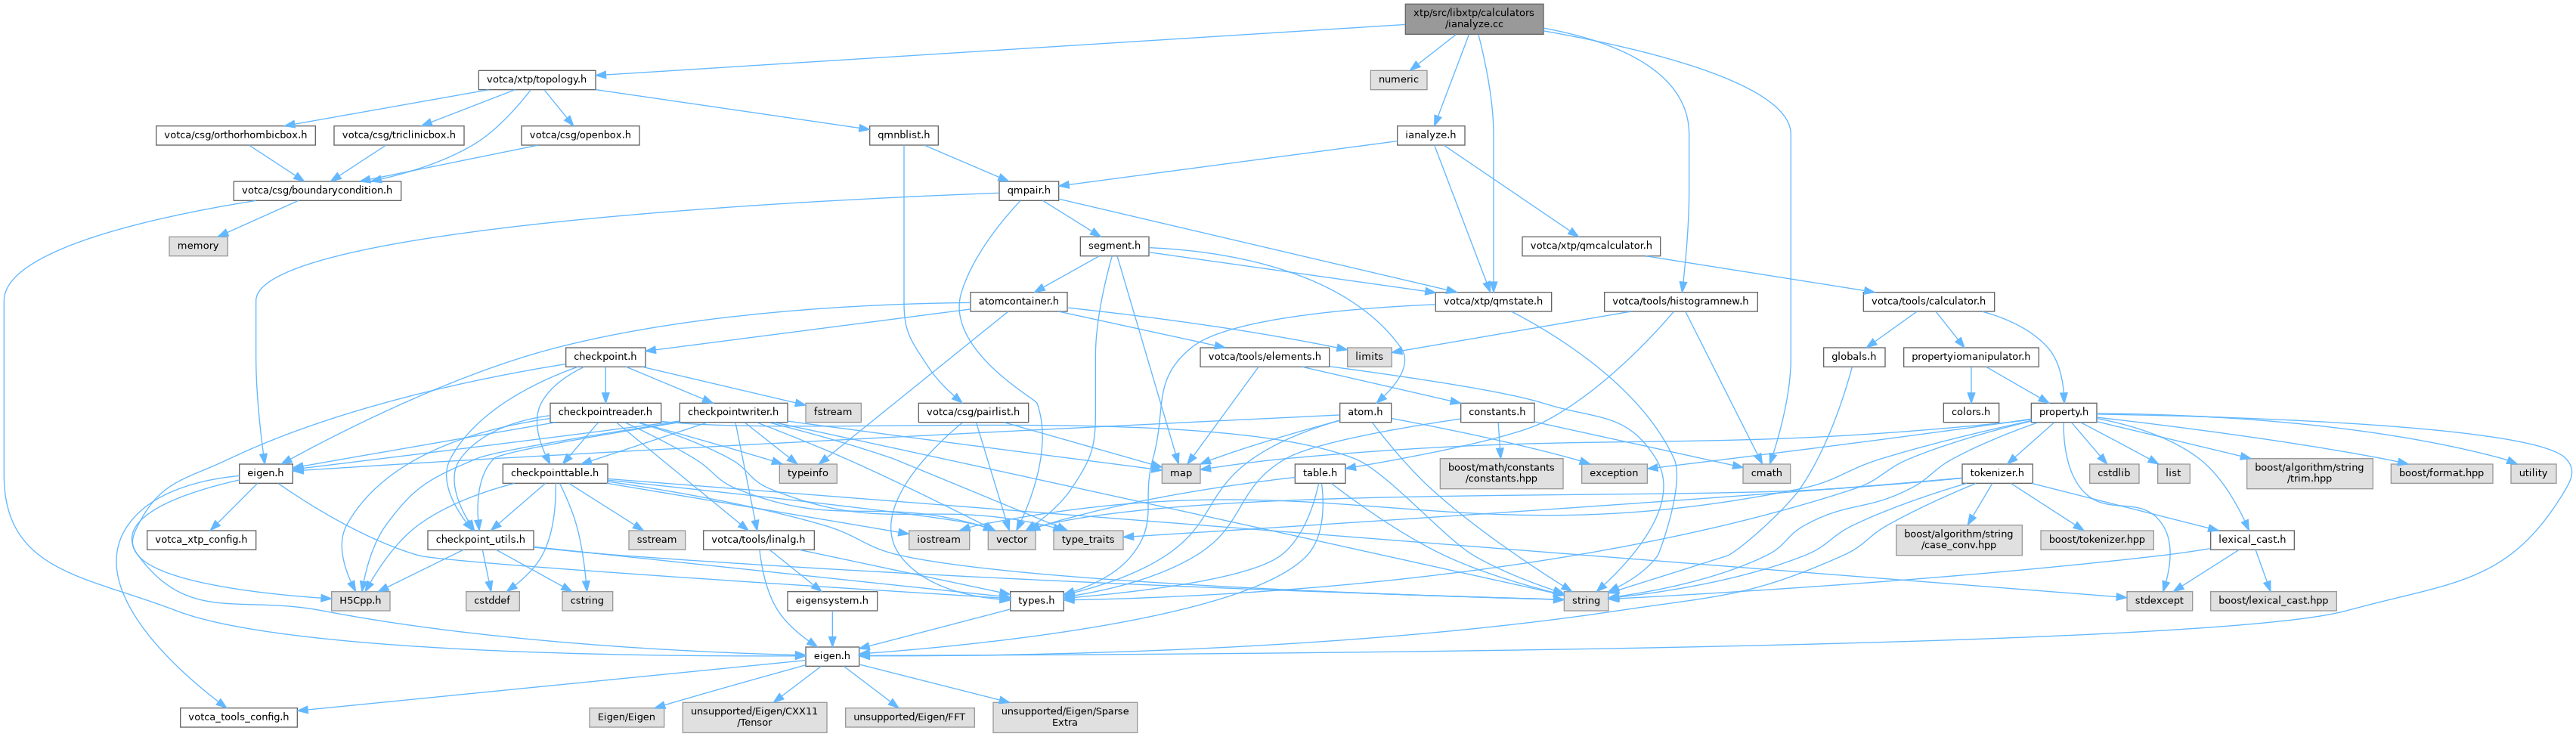 xtp/src/libxtp/calculators
/ianalyze.cc
votca/xtp/topology.h
numeric
votca/csg/orthorhombicbox.h
votca/csg/triclinicbox.h
votca/csg/openbox.h
qmnblist.h
ianalyze.h
votca/csg/boundarycondition.h
qmpair.h
memory
segment.h
votca/xtp/qmcalculator.h
atomcontainer.h
votca/xtp/qmstate.h
votca/tools/histogramnew.h
votca/tools/calculator.h
checkpoint.h
votca/tools/elements.h
limits
globals.h
propertyiomanipulator.h
checkpointreader.h
checkpointwriter.h
fstream
votca/csg/pairlist.h
atom.h
constants.h
colors.h
property.h
eigen.h
checkpointtable.h
typeinfo
map
table.h
boost/math/constants
/constants.hpp
exception
cmath
tokenizer.h
cstdlib
list
boost/algorithm/string
/trim.hpp
boost/format.hpp
utility
votca_xtp_config.h
checkpoint_utils.h
sstream
votca/tools/linalg.h
iostream
vector
type_traits
boost/algorithm/string
/case_conv.hpp
boost/tokenizer.hpp
lexical_cast.h
H5Cpp.h
cstddef
cstring
eigensystem.h
types.h
string
stdexcept
boost/lexical_cast.hpp
eigen.h
votca_tools_config.h
Eigen/Eigen
unsupported/Eigen/CXX11
/Tensor
unsupported/Eigen/FFT
unsupported/Eigen/Sparse
Extra